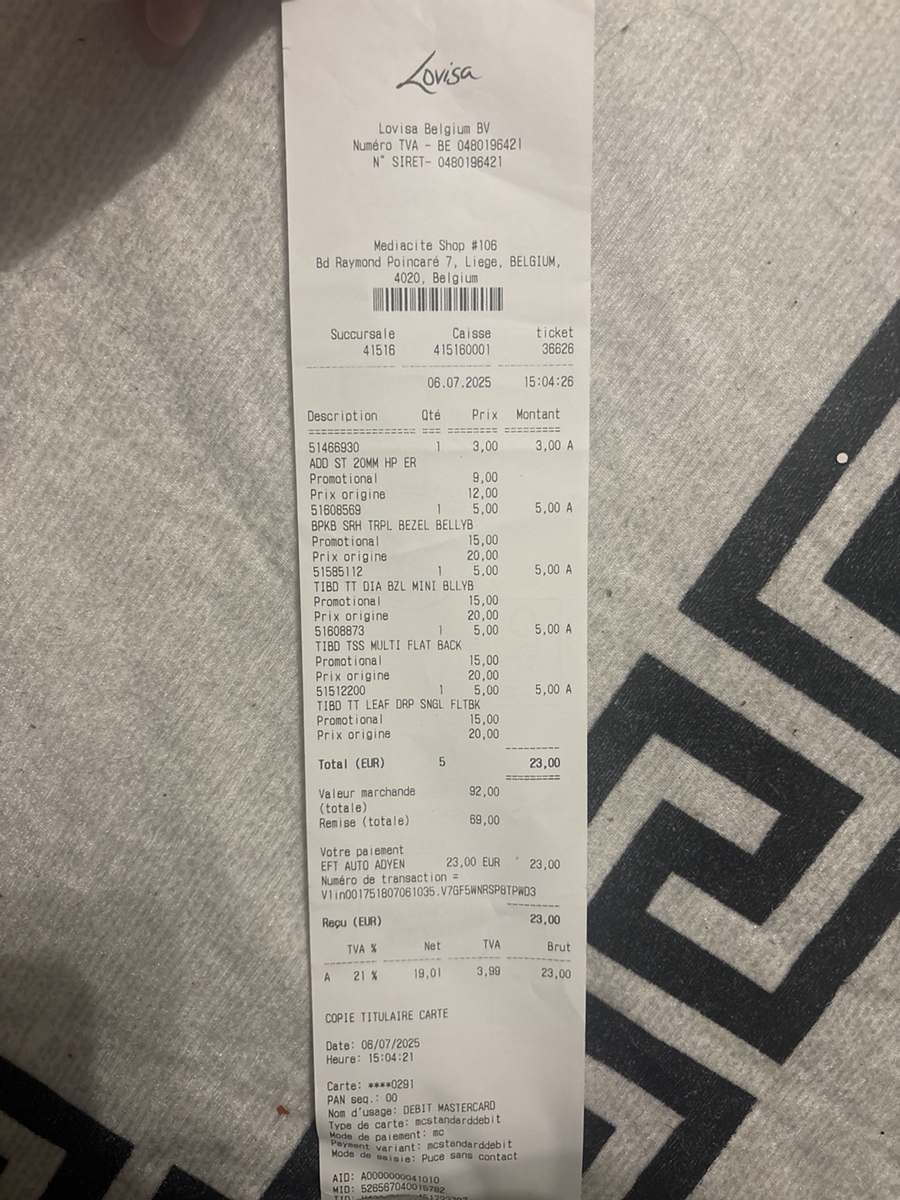 Lovisa
Lovisa Belgium BV
Numéro TVA - BE 0480196421
N° SIRET- 0480196421
Mediacite Shop #106
Bd Raymond Poincaré 7, Liege, BELGIUM,
4020, Belgium
Succursale Caisse ticket
41516 415160001 36626
06.07.2025 15:04:26
Description Qté Prix Montant
51466930 1 3,00 3,00 A
ADD ST 20MM HP ER
Promotional 9,00
Prix origine 12,00
51608569 1 5,00 5,00 A
BPKB SRH TRPL BEZEL BELLYB
Promotional 15,00
Prix origine 20,00
51585112 1 5,00 5,00 A
TIBD TT DIA BZL MINI BLLYB
Promotional 15,00
Prix origine 20,00
51608873 1 5,00 5,00 A
TIBD TSS MULTI FLAT BACK
Promotional 15,00
Prix origine 20,00
51512200 1 5,00 5,00 A
TIBD TT LEAF DRP SNGL FLTBK
Promotional 15,00
Prix origine 20,00
Total (EUR) 5 23,00
Valeur marchande 92,00
(totale)
Remise (totale) 69,00
Votre paiement
EFT AUTO ADYEN 23,00 EUR 23,00
Numéro de transaction =
V1in001751807061035.V7GF5WNRSP8TPWD3
Reçu (EUR) 23,00
TVA % Net TVA Brut
A 21 % 19,01 3,99 23,00
COPIE TITULAIRE CARTE
Date: 06/07/2025
Heure: 15:04:21
Carte: ****0291
PAN seq.: 00
Nom d'usage: DEBIT MASTERCARD
Type de carte: mcstandarddebit
Mode de paiement: mc
Payment variant: mcstandarddebit
Mode de saisie: Puce sans contact
AID: A0000000041010
MID: 526567040015782